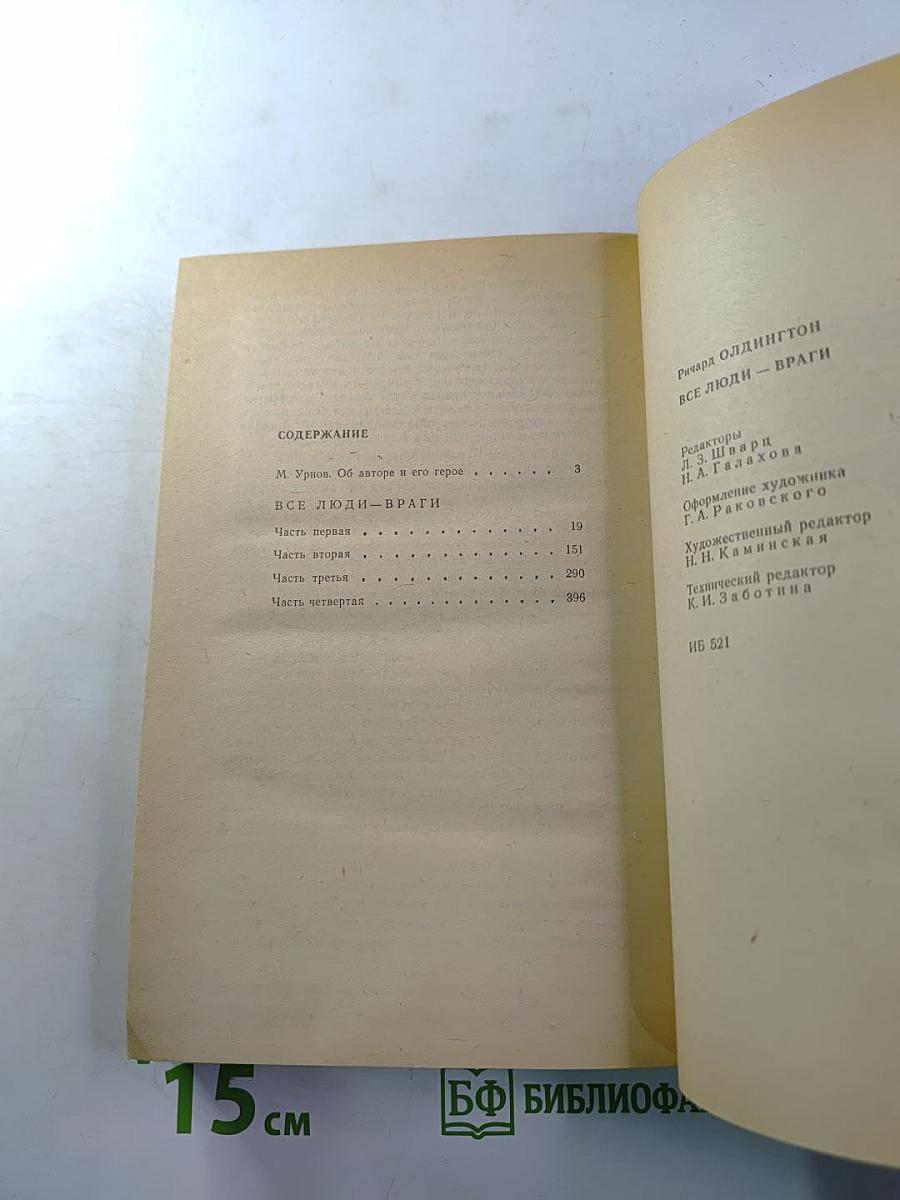 СОДЕРЖАНИЕ
М. Урнов. Об авторе и его герое . . . . . . 3
ВСЕ ЛЮДИ—ВРАГИ
Часть первая . . . . . . . . . . . . . 19
Часть вторая . . . . . . . . . . . . . 151
Часть третья . . . . . . . . . . . . . 290
Часть четвертая . . . . . . . . . . . . 396
Ричард ОЛДИНГТОН
ВСЕ ЛЮДИ — ВРАГИ
Редакторы
Л. З. Шварц
Н. А. Галахова
Оформление художника
Г. А. Раковского
Художественный редактор
Н. Н. Каминская
Технический редактор
К. И. Заботина
ИБ 521
15 см
БФ БИБЛИОФА